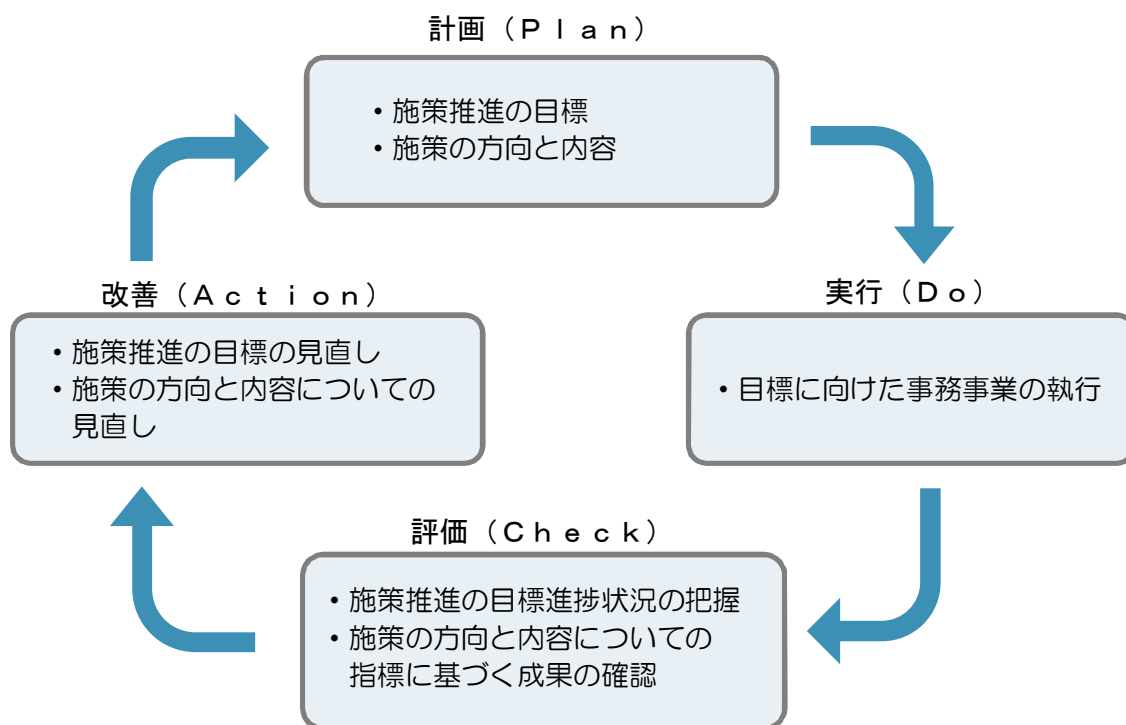 計画（Ｐｌａｎ）
・施策推進の目標
・施策の方向と内容
改善（Ａｃｔｉｏｎ）
・施策推進の目標の見直し
・施策の方向と内容についての
見直し
実行（Ｄｏ）
・目標に向けた事務事業の執行
評価（Ｃｈｅｃｋ）
・施策推進の目標進捗状況の把握
・施策の方向と内容についての
指標に基づく成果の確認